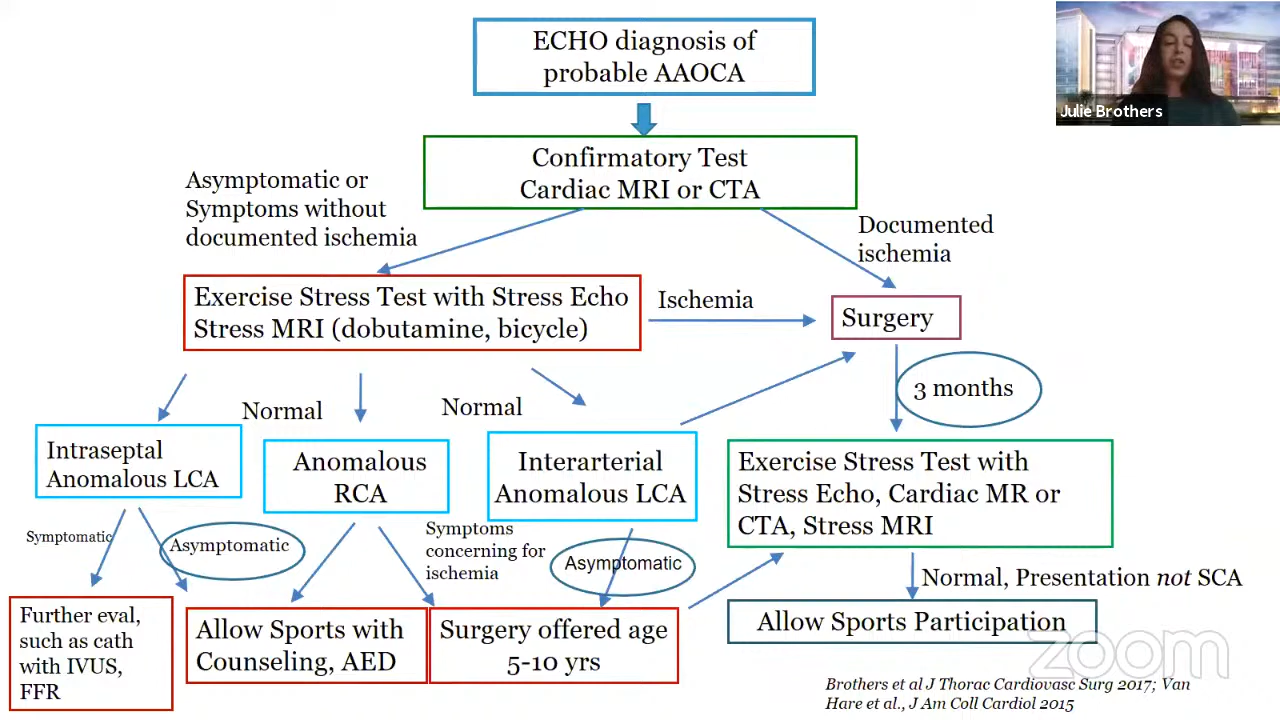 ECHO diagnosis of
probable AAOCA
Julie Brothers
Confirmatory Test
Cardiac MRI or CTA
Asymptomatic or
Symptoms without
documented ischemia
Documented
ischemia
Exercise Stress Test with Stress Echo
Stress MRI (dobutamine, bicycle)
Ischemia
Surgery
3 months
Normal
Normal
Intraseptal
Anomalous LCA
Anomalous
RCA
Interarterial
Anomalous LCA
Exercise Stress Test with
Stress Echo, Cardiac MR or
CTA, Stress MRI
Symptomatic
Asymptomatic
Symptoms
concerning for
ischemia
Asymptomatic
Normal, Presentation not SCA
Further eval,
such as cath
with IVUS,
FFR
Allow Sports with
Counseling, AED
Surgery offered age
5-10 yrs
Allow Sports Participation
zoom
Brothers et al J Thorac Cardiovasc Surg 2017; Van
Hare et al., J Am Coll Cardiol 2015